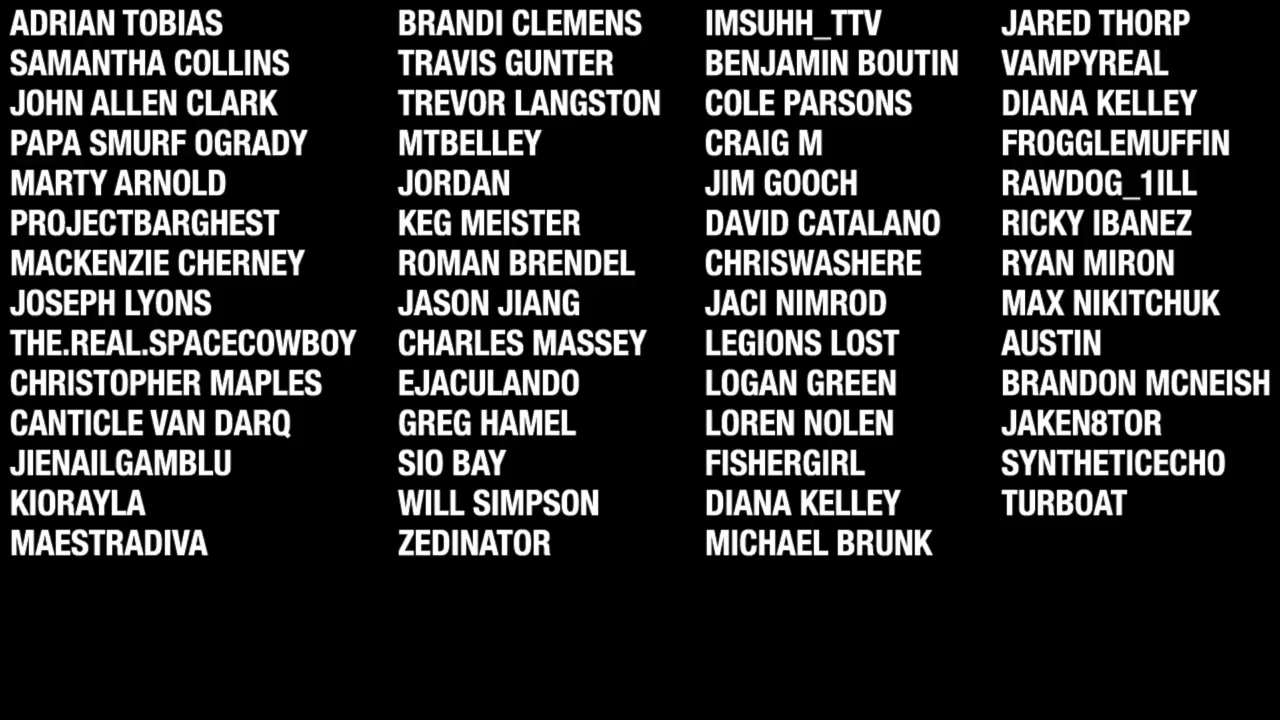 ADRIAN TOBIAS
SAMANTHA COLLINS
JOHN ALLEN CLARK
PAPA SMURF OGRADY
MARTY ARNOLD
PROJECTBARGHEST
MACKENZIE CHERNEY
JOSEPH LYONS
THE.REAL.SPACECOWBOY
CHRISTOPHER MAPLES
CANTICLE VAN DARQ
JIENAILGAMBLU
KIORAYLA
MAESTRADIVA
BRANDI CLEMENS
TRAVIS GUNTER
TREVOR LANGSTON
MTBELLEY
JORDAN
KEG MEISTER
ROMAN BRENDEL
JASON JIANG
CHARLES MASSEY
EJACULANDO
GREG HAMEL
SIO BAY
WILL SIMPSON
ZEDINATOR
IMSUHH_TTV
BENJAMIN BOUTIN
COLE PARSONS
CRAIG M
JIM GOOCH
DAVID CATALANO
CHRISWASHERE
JACI NIMROD
LEGIONS LOST
LOGAN GREEN
LOREN NOLEN
FISHERGIRL
DIANA KELLEY
MICHAEL BRUNK
JARED THORP
VAMPYREAL
DIANA KELLEY
FROGGLEMUFFIN
RAWDOG_1ILL
RICKY IBANEZ
RYAN MIRON
MAX NIKITCHUK
AUSTIN
BRANDON MCNEISH
JAKEN8TOR
SYNTHETICECHO
TURBOAT